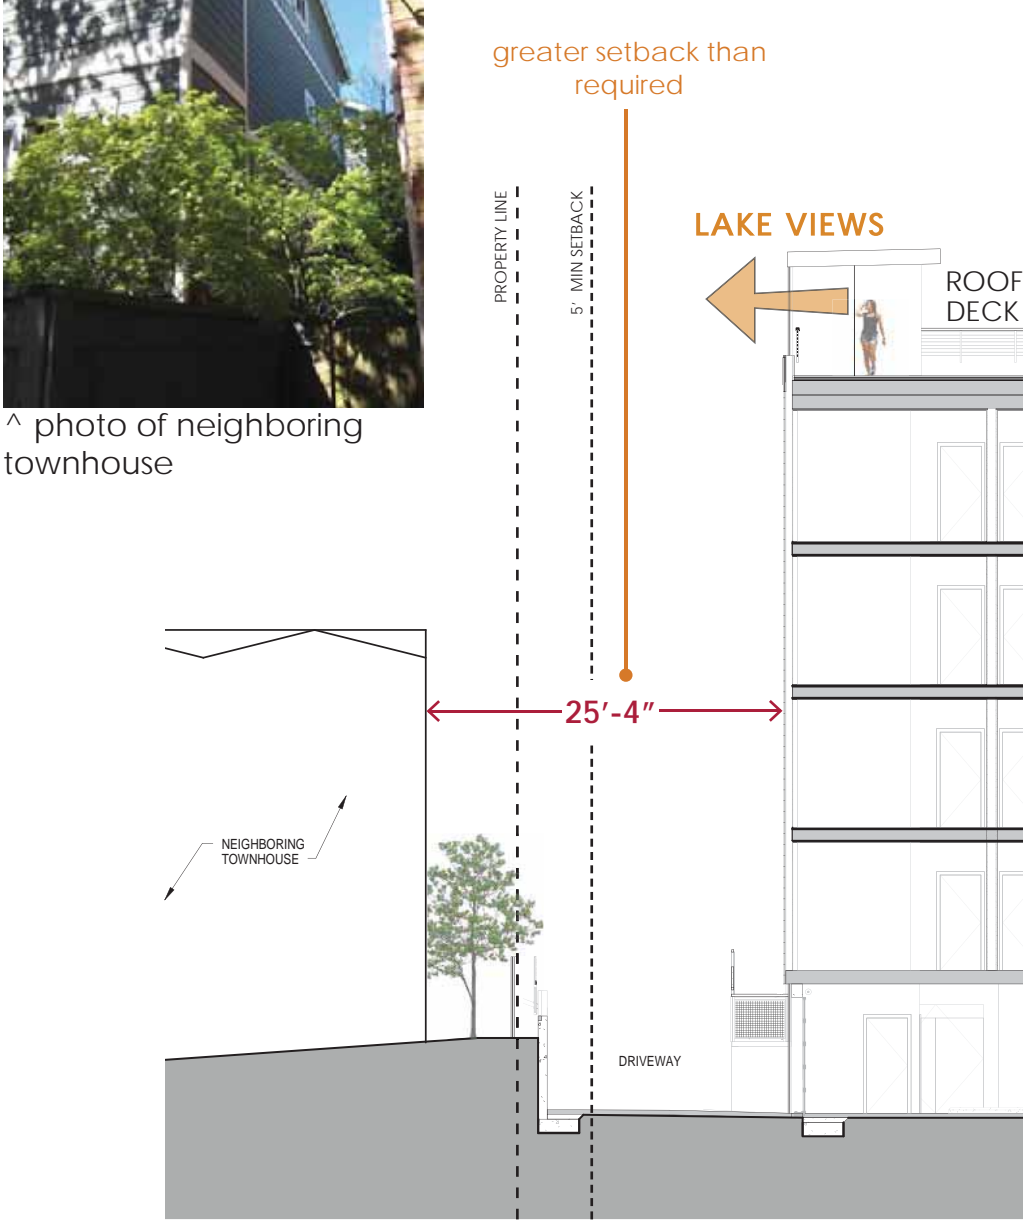 greater setback than
required
PROPERTY LINE
5' MIN SETBACK
LAKE VIEWS
ROOF
DECK
^ photo of neighboring
townhouse
25'-4"
NEIGHBORING
TOWNHOUSE
DRIVEWAY